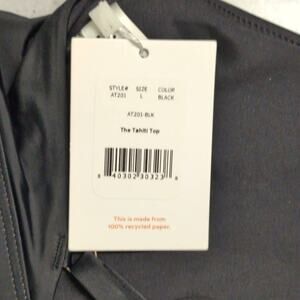 STYLE# SIZE COLOR
AT201 L BLACK
AT201-BLK
The Tahiti Top
8 40302 30323 8
This is made from
100% recycled paper.